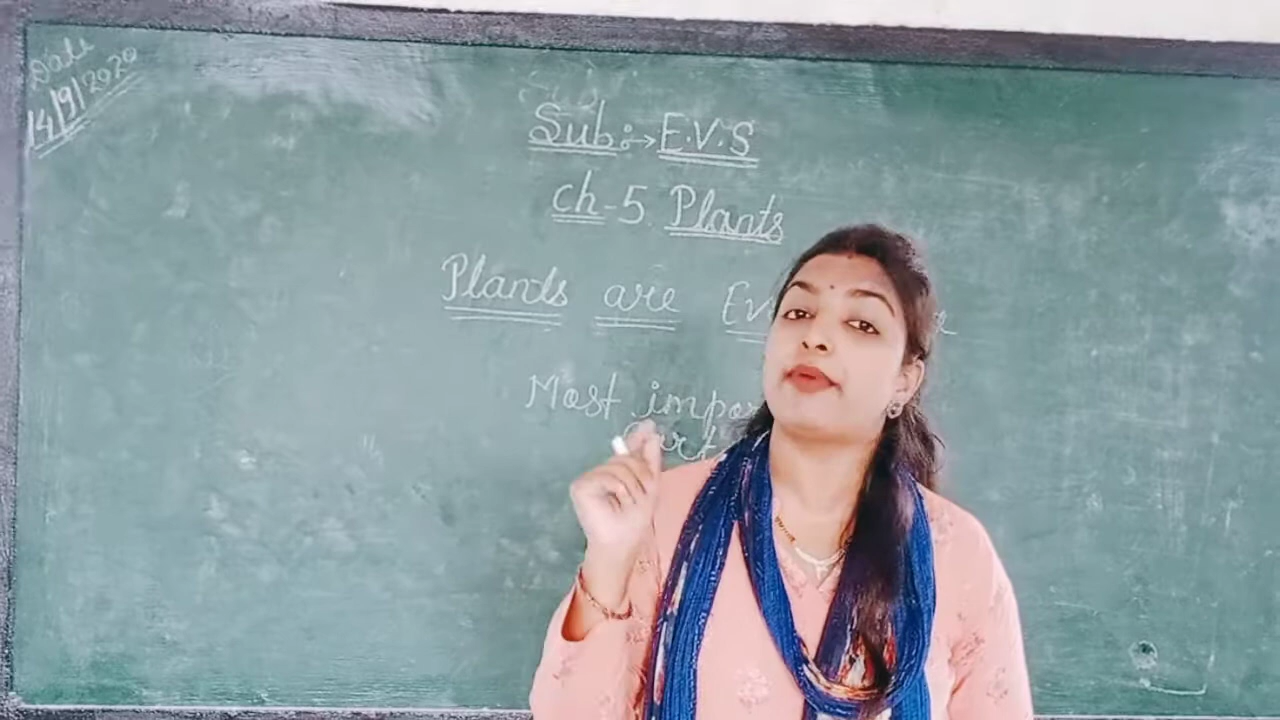 Date
14/9/2020
Sub:→E.V.S
Ch-5 Plants
Plants are
Most